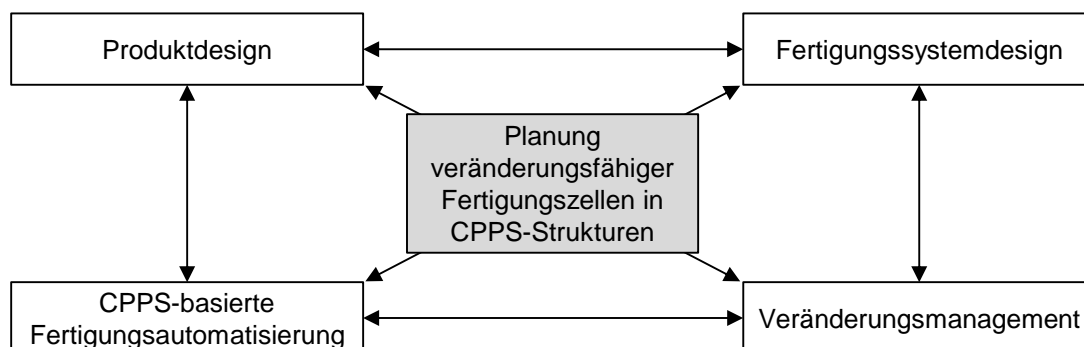 Produktdesign
Fertigungssystemdesign
Planung
veränderungsfähiger
Fertigungszellen in
CPPS-Strukturen
CPPS-basierte
Fertigungsautomatisierung
Veränderungsmanagement